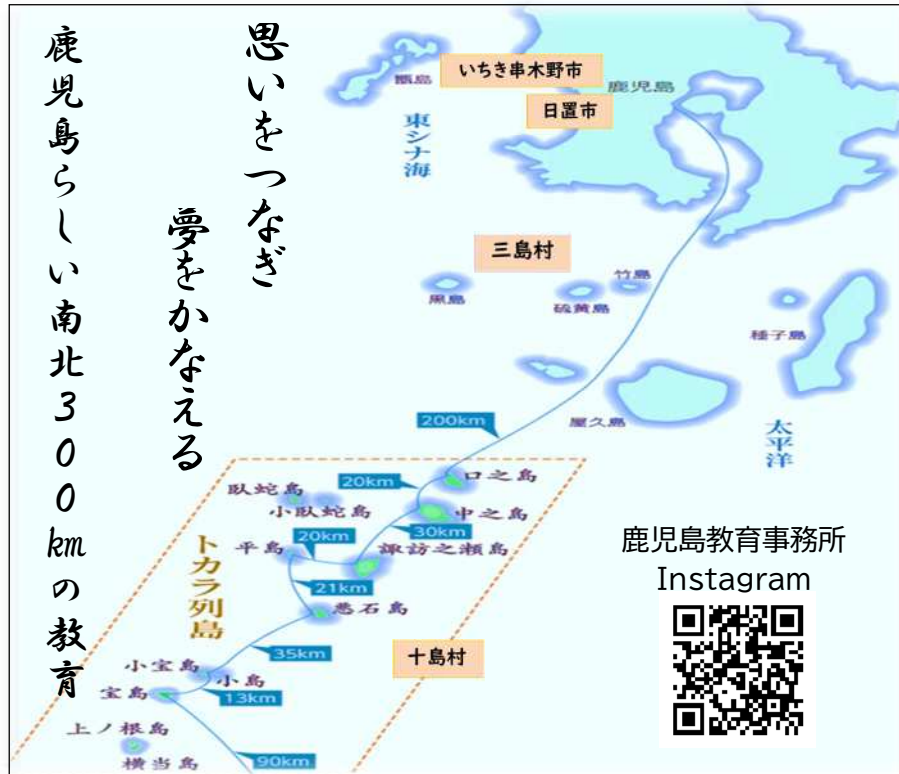 思いをつなぎ
夢をかなえる
鹿児島らしい南北300kmの教育
いちき串木野市
甑島
鹿児島
日置市
東シナ海
三島村
竹島
黒島
硫黄島
種子島
屋久島
太平洋
200km
口之島
20km
臥蛇島
小臥蛇島
中之島
30km
20km
平島
諏訪之瀬島
トカラ列島
21km
悪石島
35km
十島村
小宝島
小島
宝島
13km
上ノ根島
横当島
90km
鹿児島教育事務所
Instagram